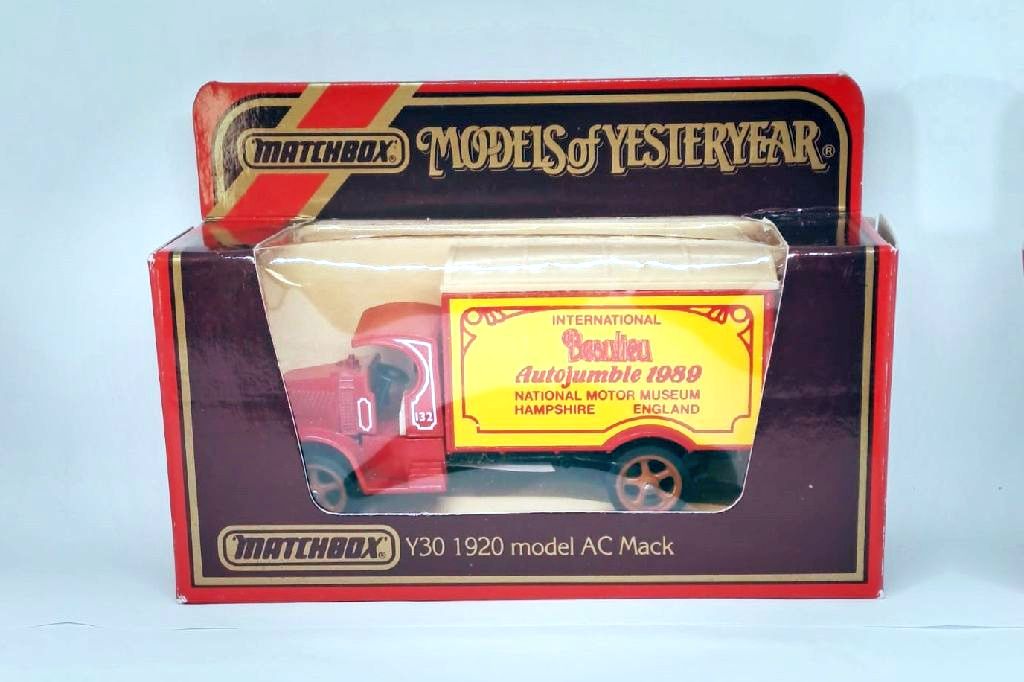 MATCHBOX®
MODELS of YESTERYEAR®
INTERNATIONAL
Beaulieu
Autojumble 1989
NATIONAL MOTOR MUSEUM
HAMPSHIRE ENGLAND
132
MATCHBOX® Y30 1920 model AC Mack